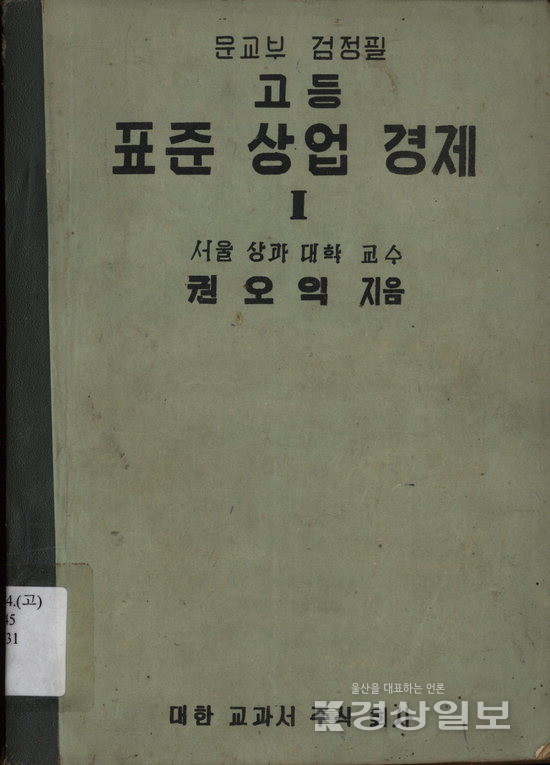 문교부 검정필
고등
표준 상업 경제
I
서울 상과 대학 교수
권오익 지음
4.(고)
45
31
울산을 대표하는 언론
경상일보
대한 교과서 주식 회사